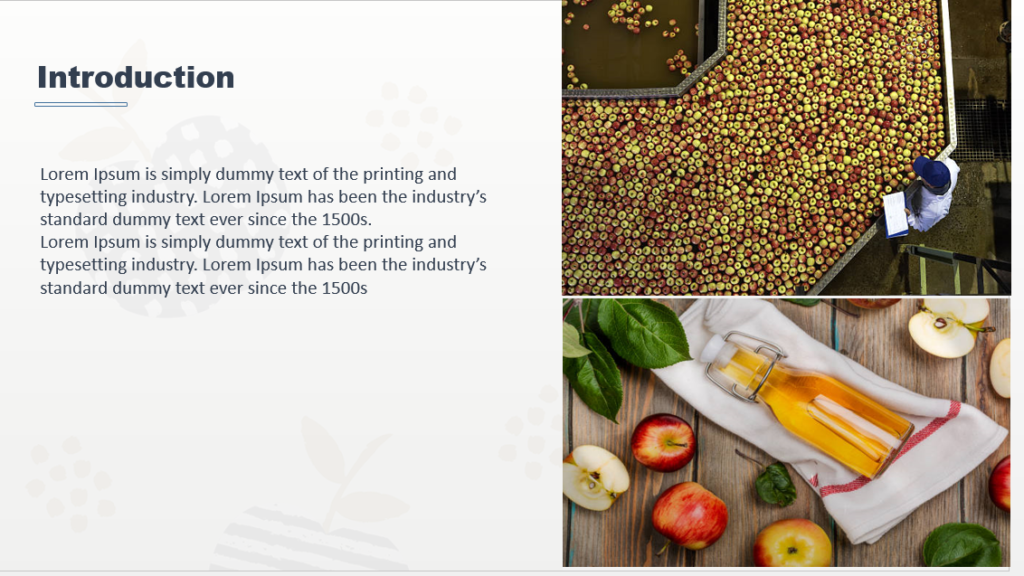 Introduction
Lorem Ipsum is simply dummy text of the printing and
typesetting industry. Lorem Ipsum has been the industry’s
standard dummy text ever since the 1500s.
Lorem Ipsum is simply dummy text of the printing and
typesetting industry. Lorem Ipsum has been the industry’s
standard dummy text ever since the 1500s